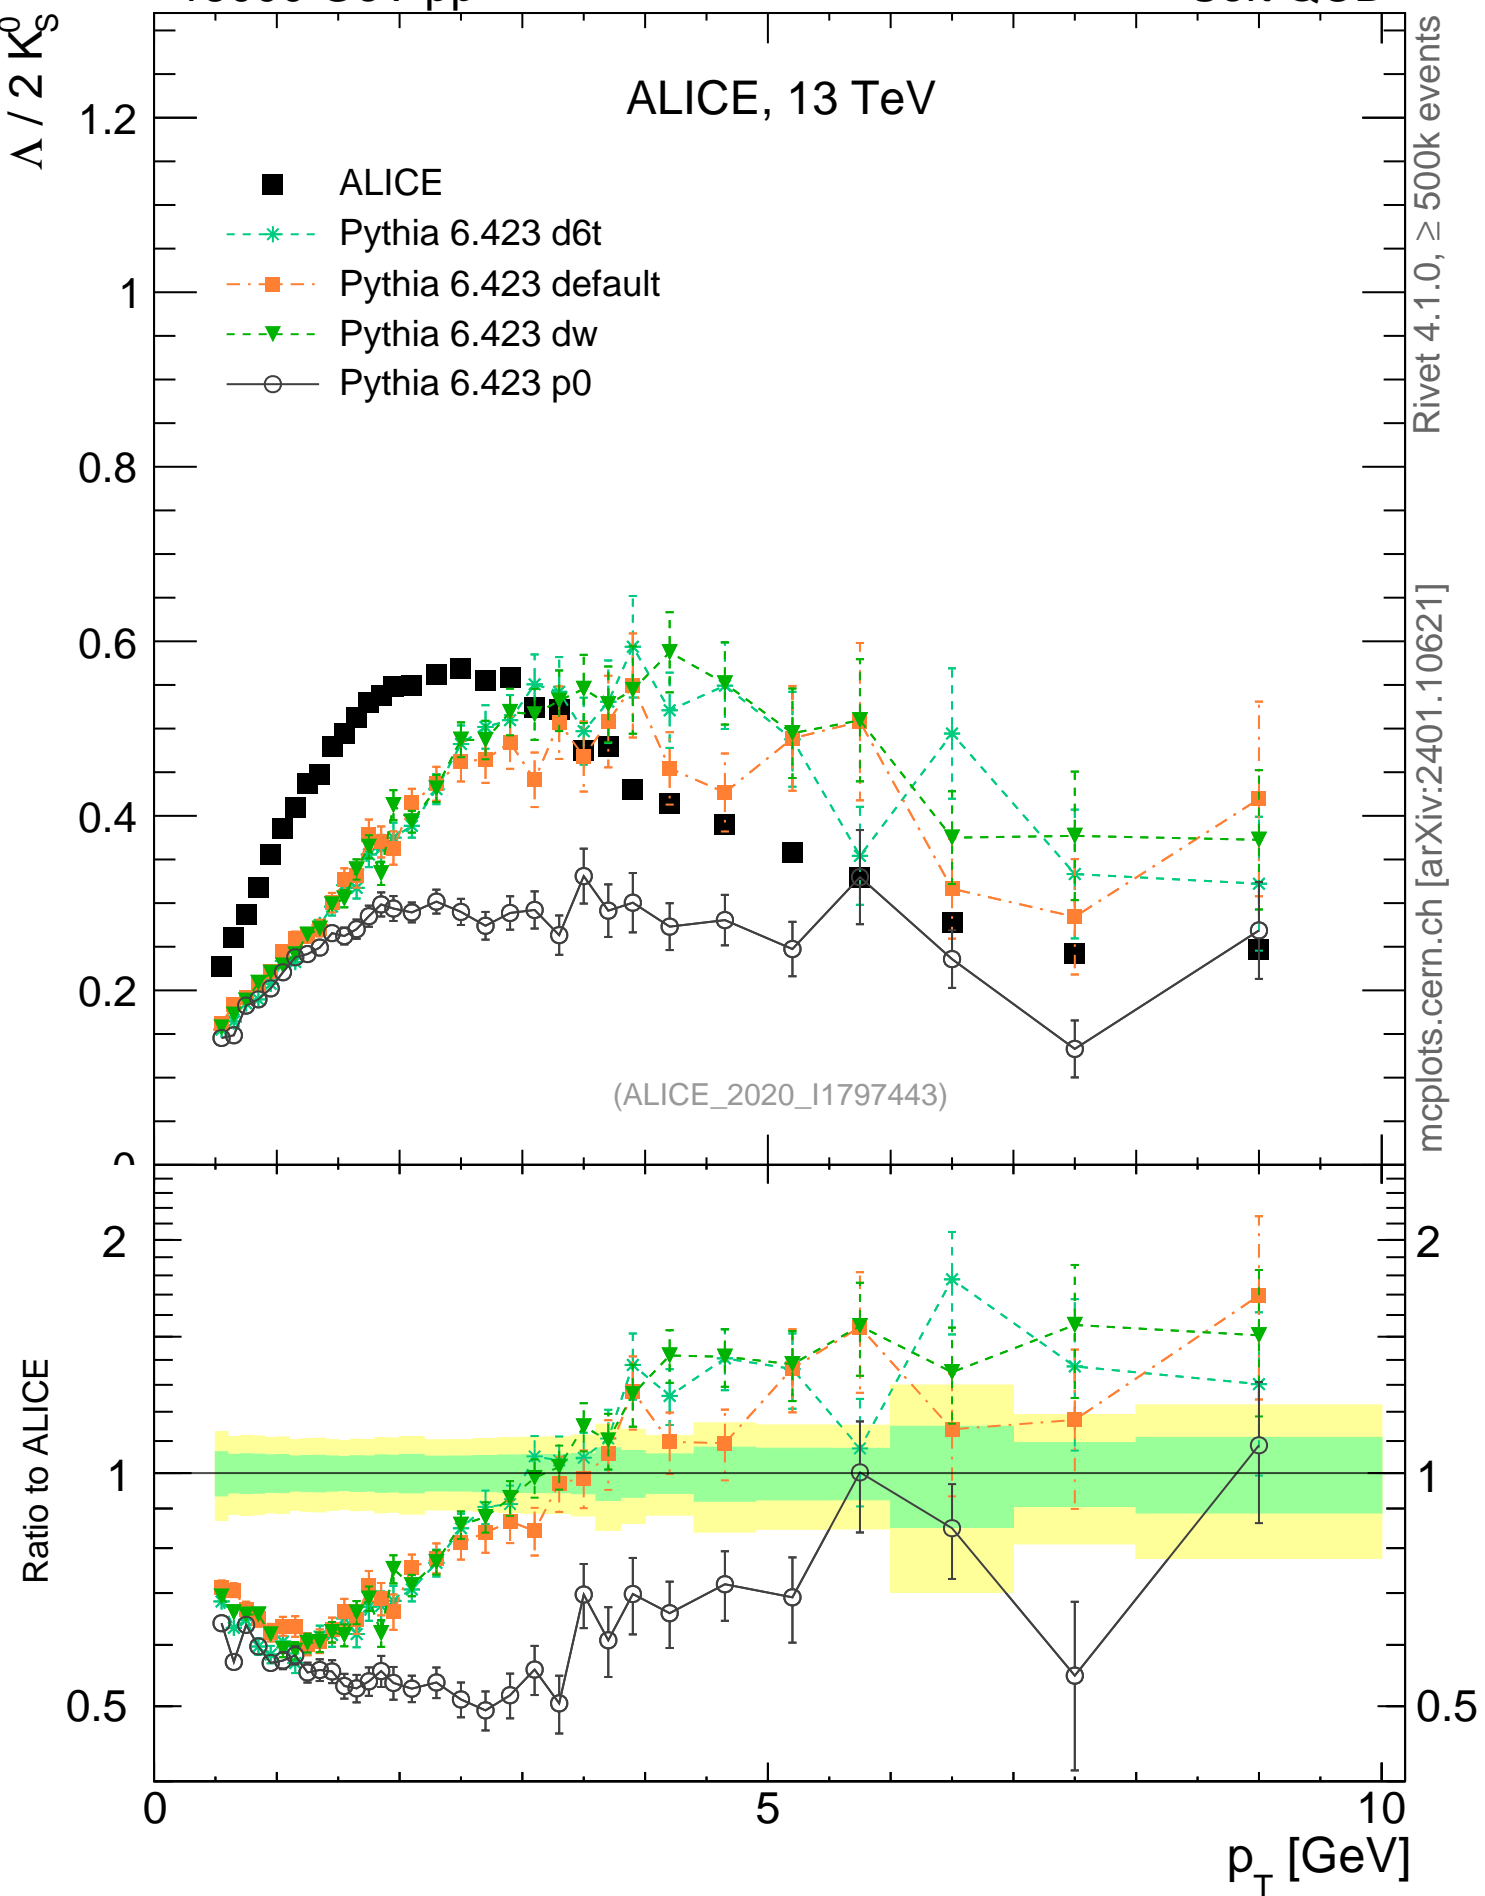 Λ / 2 K⁰_S
ALICE, 13 TeV
ALICE
Pythia 6.423 d6t
Pythia 6.423 default
Pythia 6.423 dw
Pythia 6.423 p0
1.2
1
0.8
0.6
0.4
0.2
(ALICE_2020_I1797443)
Rivet 4.1.0, ≥ 500k events
mcplots.cern.ch [arXiv:2401.10621]
Ratio to ALICE
2
1
0.5
2
1
0.5
0
5
10
p_T [GeV]